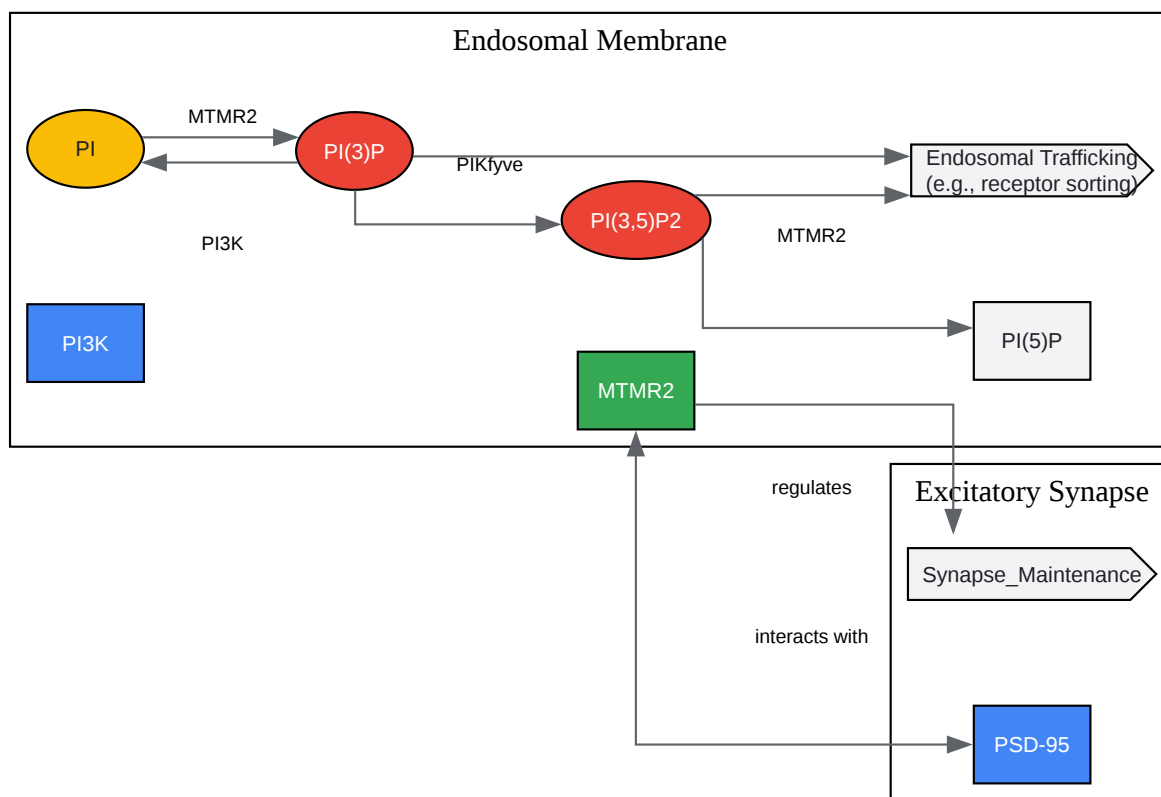 Endosomal Membrane
MTMR2
PI
PI(3)P
PIKfyve
Endosomal Trafficking
(e.g., receptor sorting)
PI(3,5)P2
MTMR2
PI3K
PI3K
PI(5)P
MTMR2
regulates
Excitatory Synapse
Synapse_Maintenance
interacts with
PSD-95